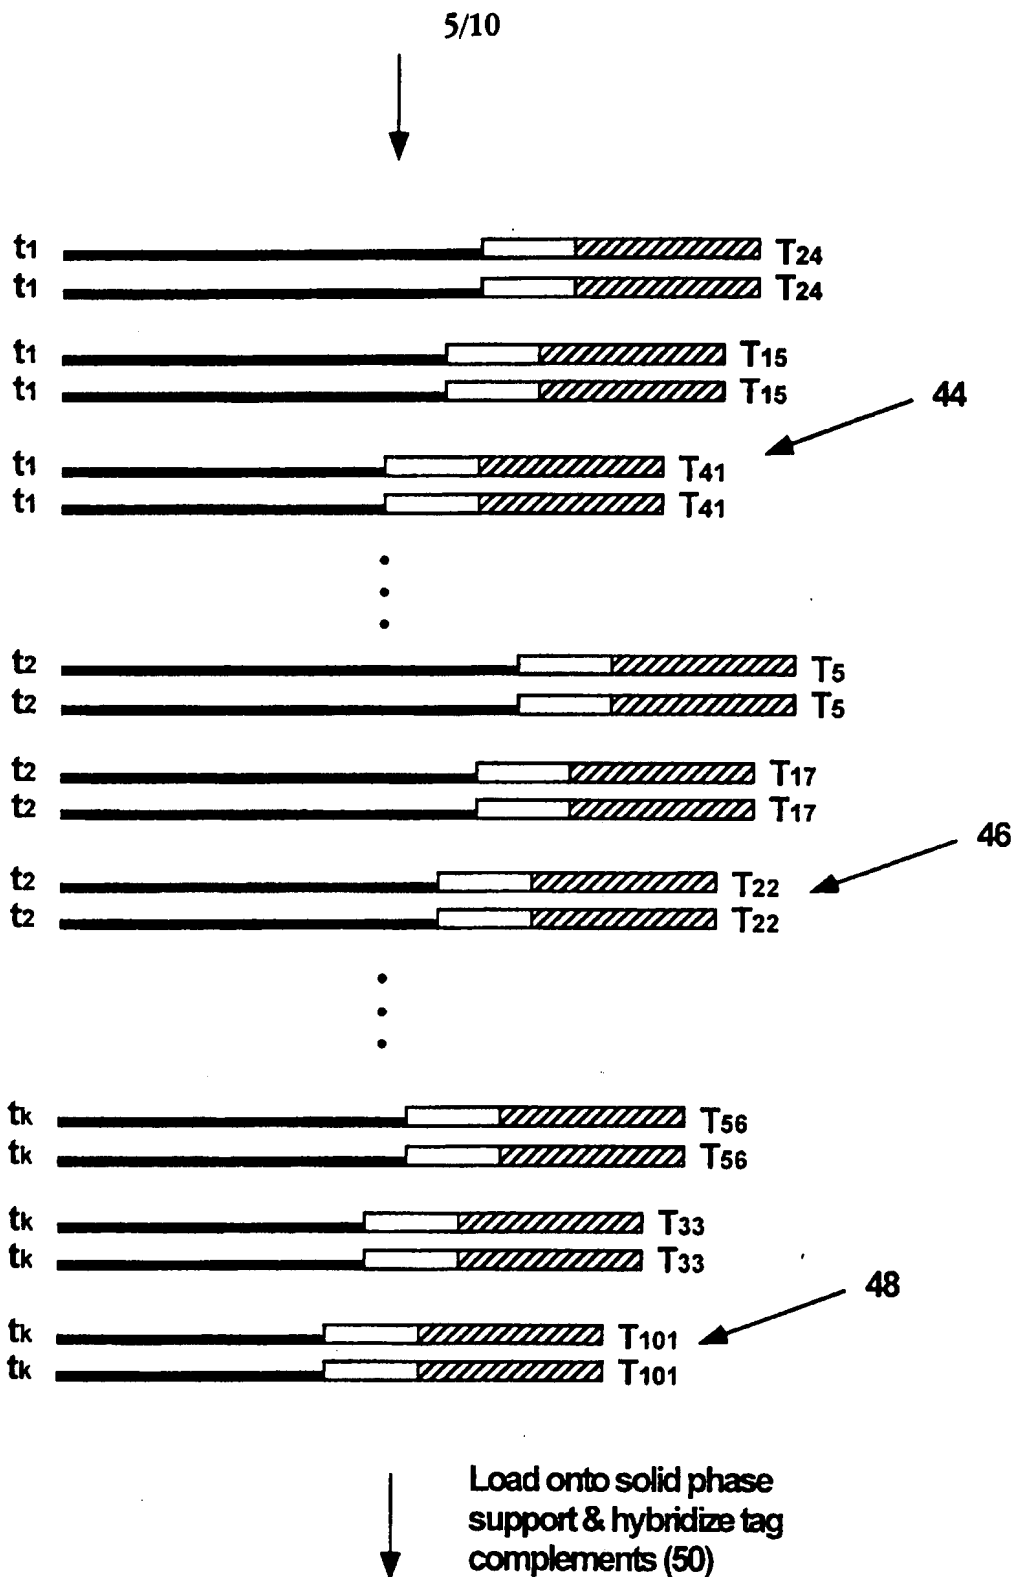 5/10
t1 T24
t1 T24
t1 T15
t1 T15
44
t1 T41
t1 T41
t2 T5
t2 T5
t2 T17
t2 T17
46
t2 T22
t2 T22
tk T56
tk T56
tk T33
tk T33
48
tk T101
tk T101
Load onto solid phase
support & hybridize tag
complements (50)